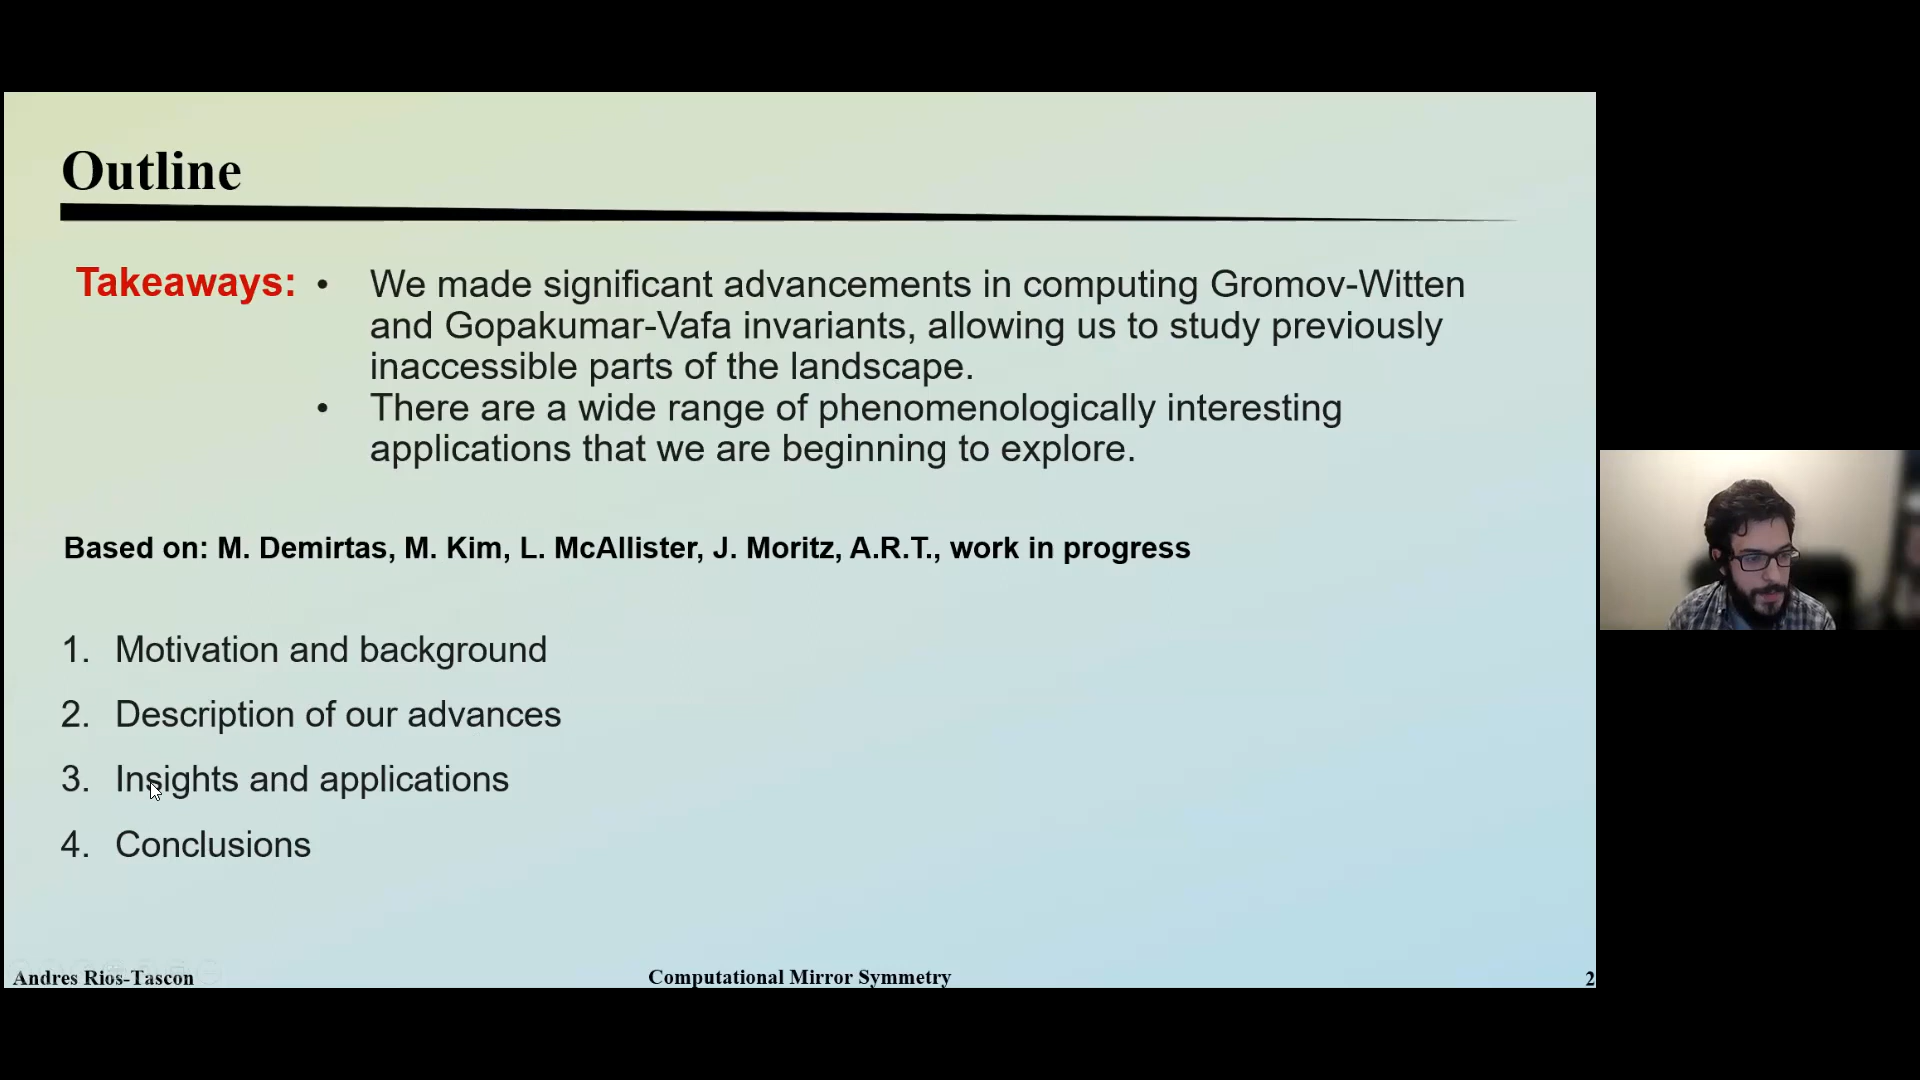 Outline
Takeaways:
• We made significant advancements in computing Gromov-Witten
and Gopakumar-Vafa invariants, allowing us to study previously
inaccessible parts of the landscape.
• There are a wide range of phenomenologically interesting
applications that we are beginning to explore.
Based on: M. Demirtas, M. Kim, L. McAllister, J. Moritz, A.R.T., work in progress
1. Motivation and background
2. Description of our advances
3. Insights and applications
4. Conclusions
Andres Rios-Tascon
Computational Mirror Symmetry
2